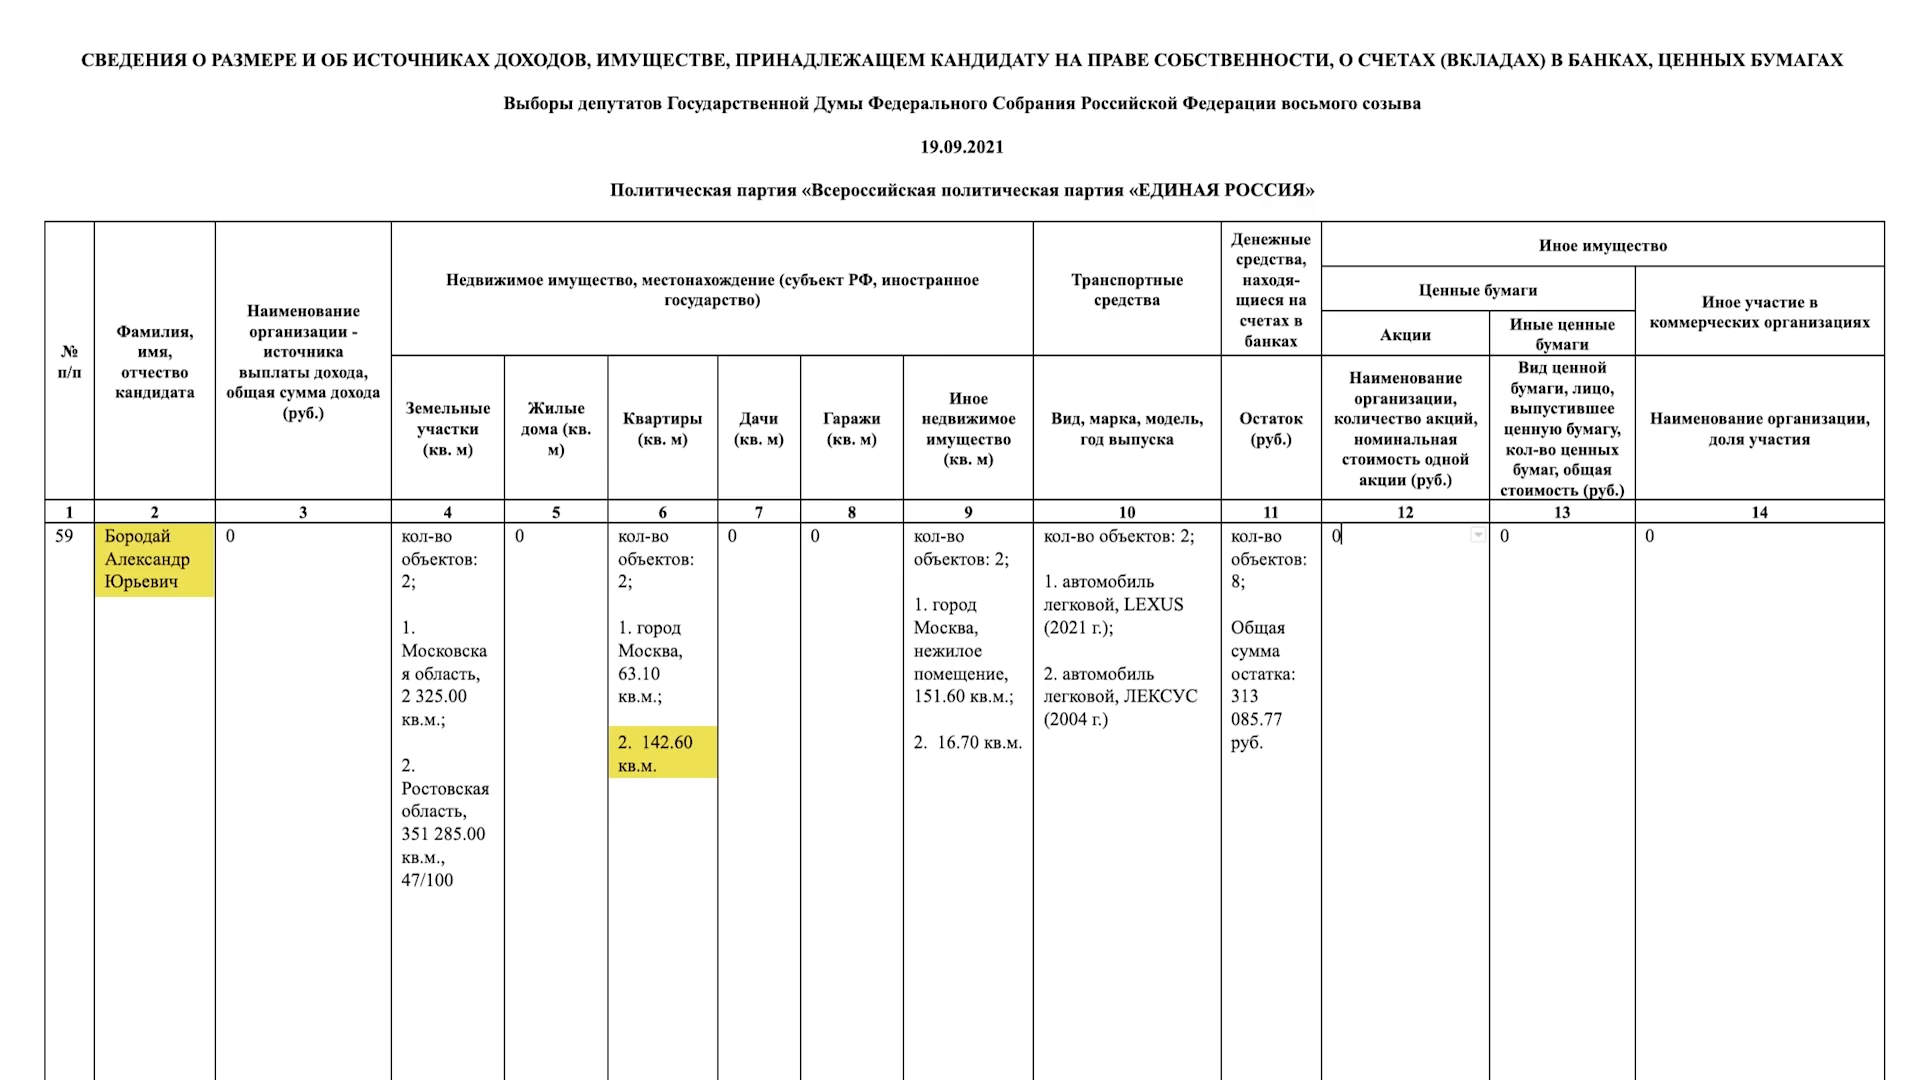 СВЕДЕНИЯ О РАЗМЕРЕ И ОБ ИСТОЧНИКАХ ДОХОДОВ, ИМУЩЕСТВЕ, ПРИНАДЛЕЖАЩЕМ КАНДИДАТУ НА ПРАВЕ СОБСТВЕННОСТИ, О СЧЕТАХ (ВКЛАДАХ) В БАНКАХ, ЦЕННЫХ БУМАГАХ
Выборы депутатов Государственной Думы Федерального Собрания Российской Федерации восьмого созыва
19.09.2021
Политическая партия «Всероссийская политическая партия «ЕДИНАЯ РОССИЯ»
№
п/п
Фамилия,
имя,
отчество
кандидата
Наименование
организации -
источника
выплаты дохода,
общая сумма дохода
(руб.)
Недвижимое имущество, местонахождение (субъект РФ, иностранное
государство)
Транспортные
средства
Денежные
средства,
находя-
щиеся на
счетах в
банках
Иное имущество
Ценные бумаги
Иное участие в
коммерческих организациях
Акции
Иные ценные
бумаги
Земельные
участки
(кв. м)
Жилые
дома (кв.
м)
Квартиры
(кв. м)
Дачи
(кв. м)
Гаражи
(кв. м)
Иное
недвижимое
имущество
(кв. м)
Вид, марка, модель,
год выпуска
Остаток
(руб.)
Наименование
организации,
количество акций,
номинальная
стоимость одной
акции (руб.)
Вид ценной
бумаги, лицо,
выпустившее
ценную бумагу,
кол-во ценных
бумаг, общая
стоимость (руб.)
Наименование организации,
доля участия
1 2 3 4 5 6 7 8 9 10 11 12 13 14
59
Бородай
Александр
Юрьевич
0
кол-во
объектов:
2;
1.
Московска
я область,
2 325.00
кв.м.;
2.
Ростовская
область,
351 285.00
кв.м.,
47/100
0
кол-во
объектов:
2;
1. город
Москва,
63.10
кв.м.;
2. 142.60
кв.м.
0
0
кол-во
объектов: 2;
1. город
Москва,
нежилое
помещение,
151.60 кв.м.;
2. 16.70 кв.м.
кол-во объектов: 2;
1. автомобиль
легковой, LEXUS
(2021 г.);
2. автомобиль
легковой, ЛЕКСУС
(2004 г.)
кол-во
объектов:
8;
Общая
сумма
остатка:
313
085.77
руб.
0
0
0